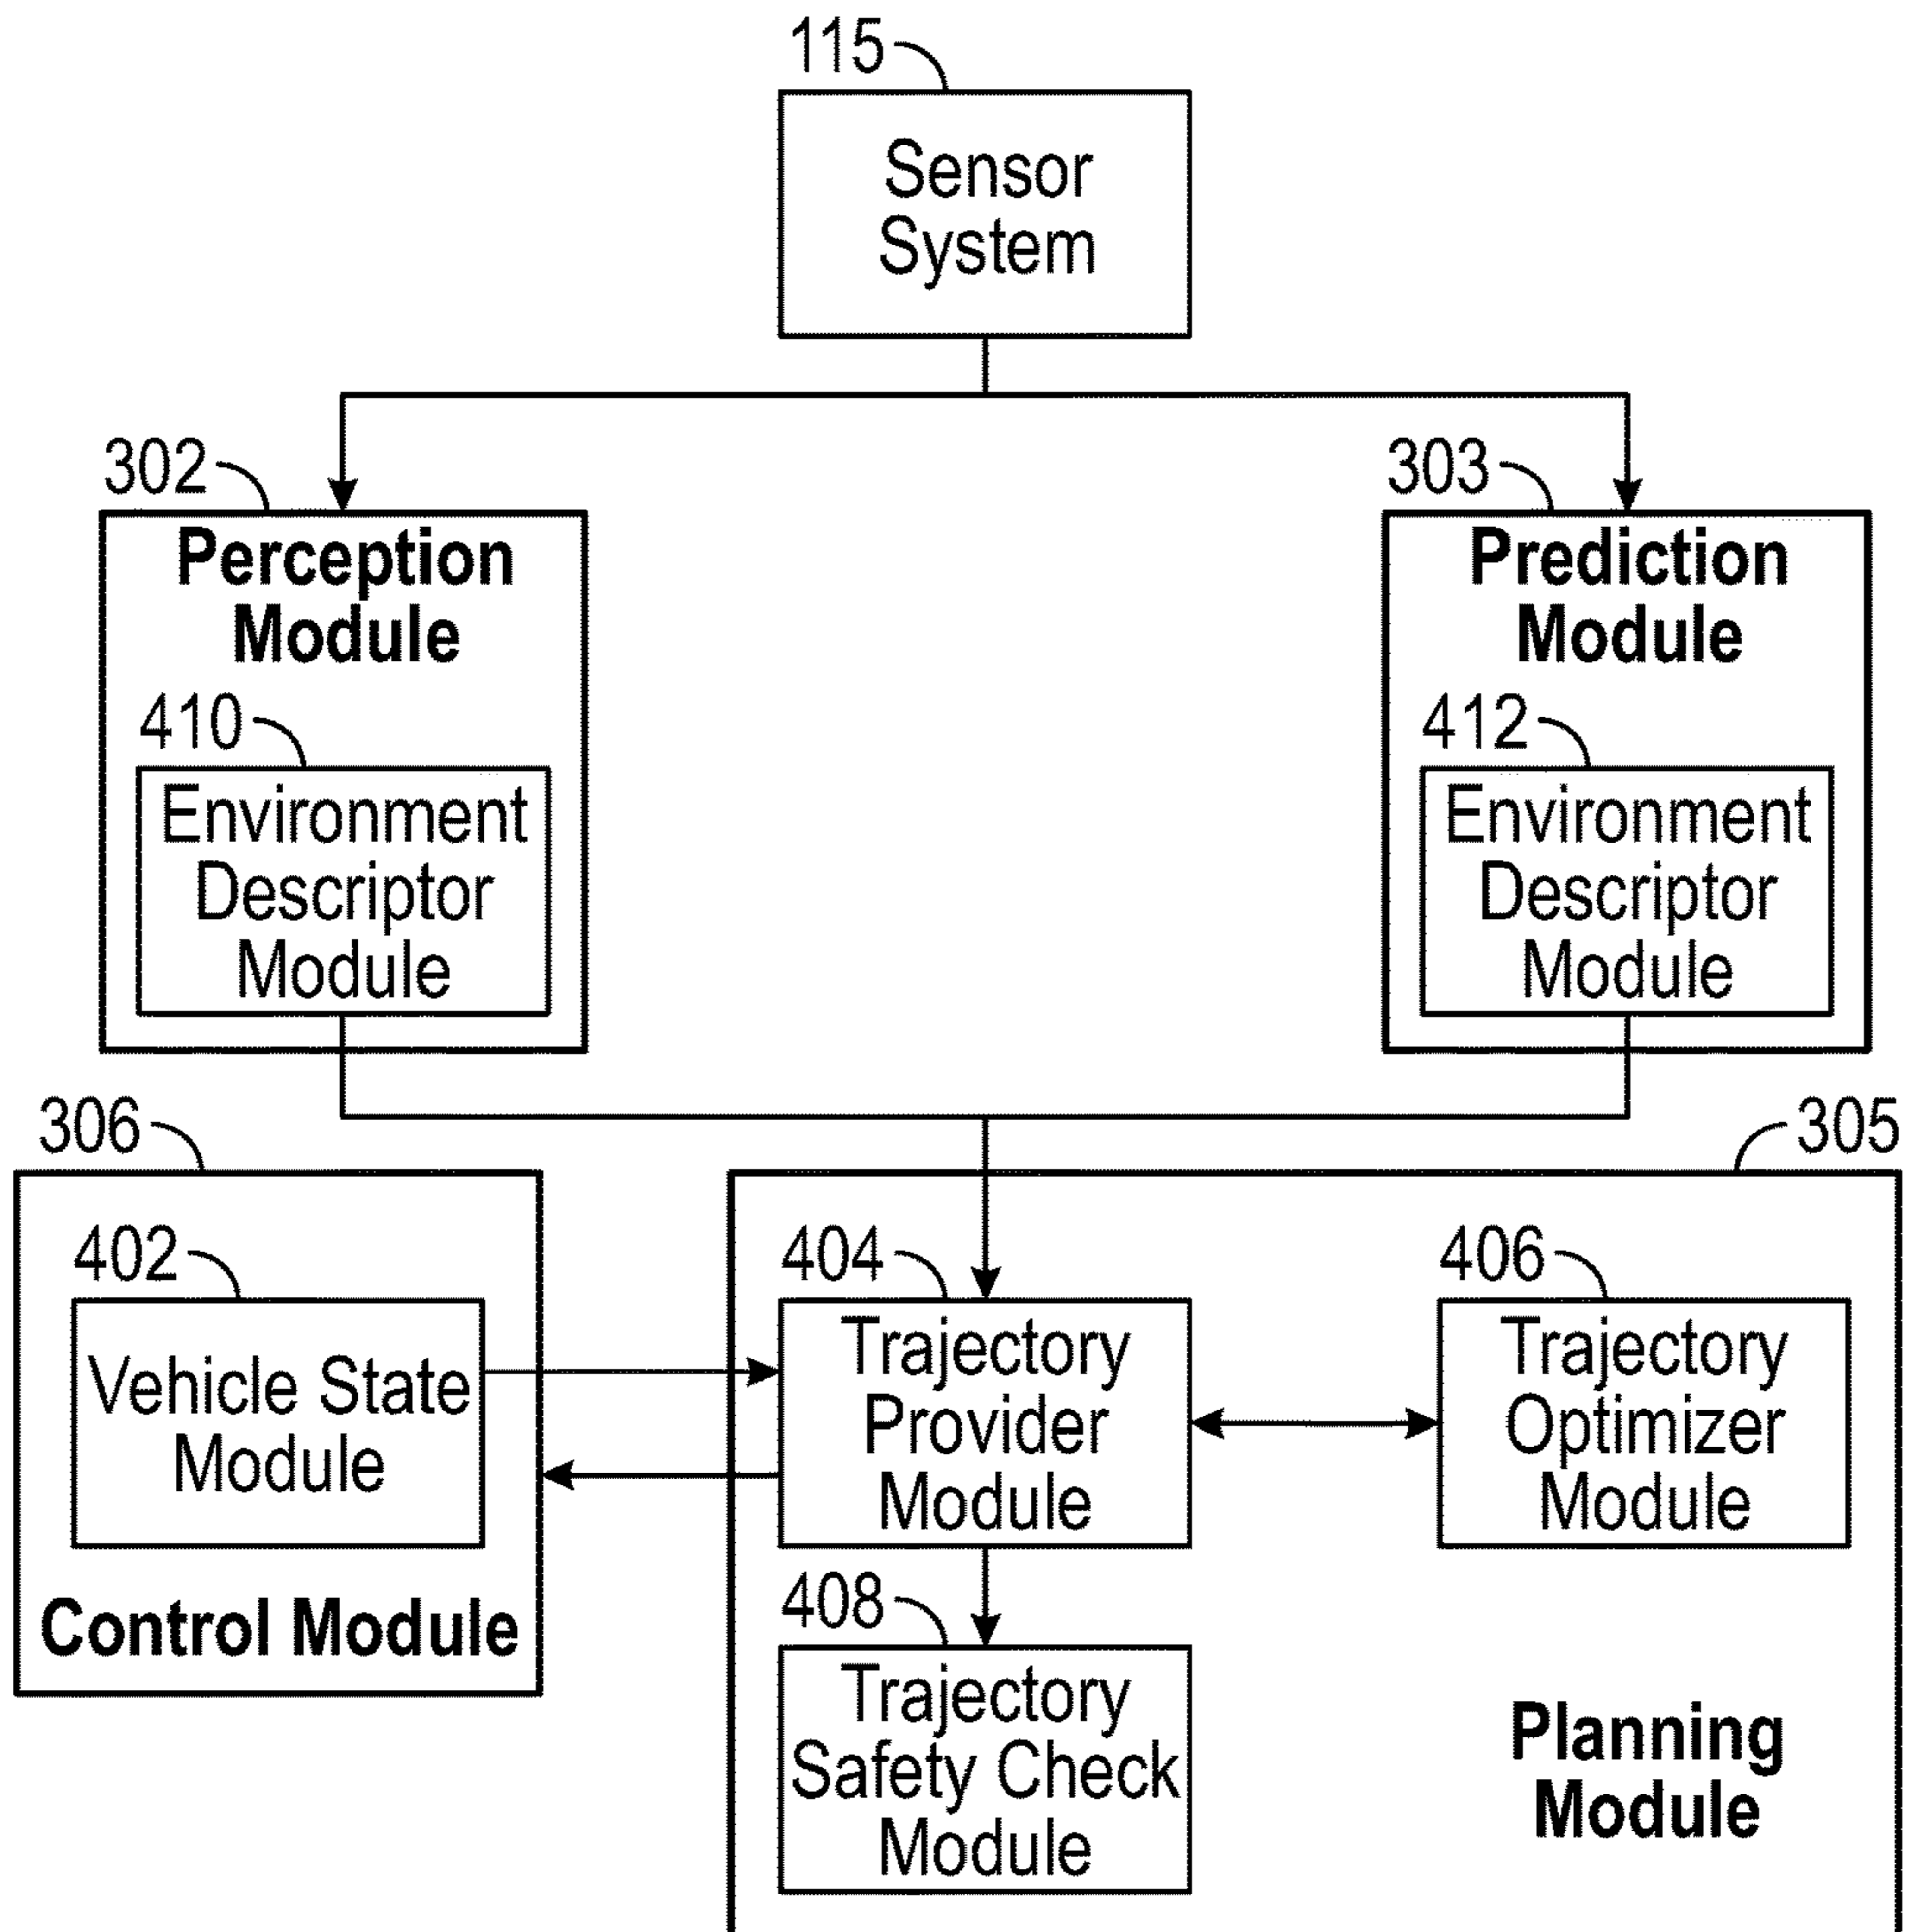 115
Sensor
System
302
Perception
Module
410
Environment
Descriptor
Module
303
Prediction
Module
412
Environment
Descriptor
Module
306
402
Vehicle State
Module
Control Module
305
404
Trajectory
Provider
Module
406
Trajectory
Optimizer
Module
408
Trajectory
Safety Check
Module
Planning
Module